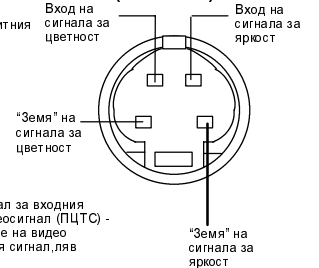 Вход на
сигнала за
цветност
Вход на
сигнала за
яркост
"Земя" на
сигнала за
цветност
"Земя" на
сигнала за
яркост
ал за входния
еосигнал (ПЦТС) -
е на видео
я сигнал,ляв